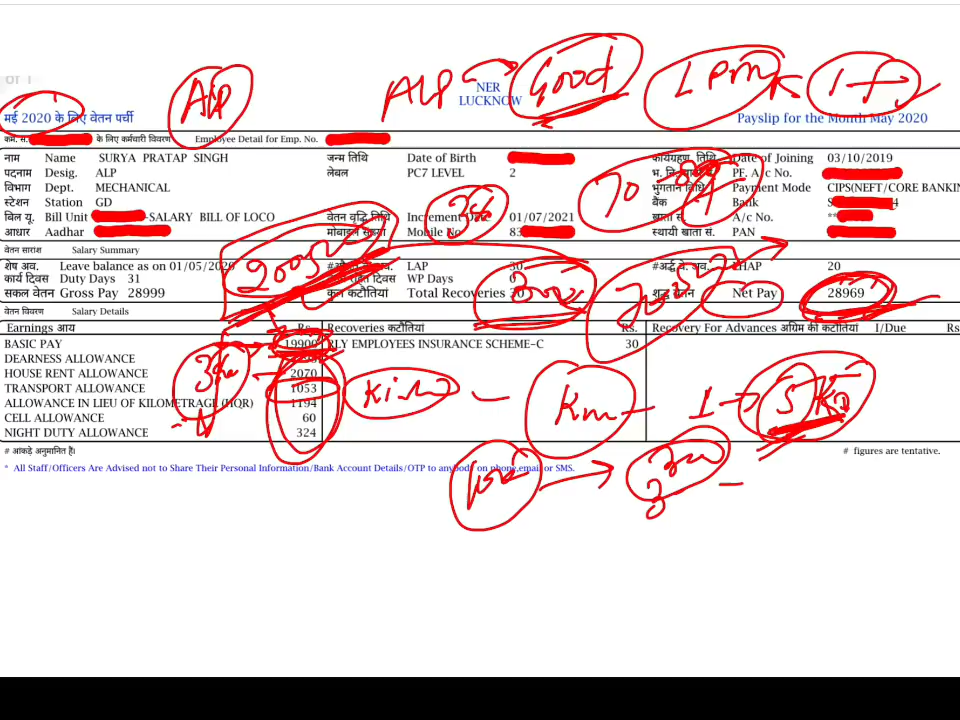 ALP
ALP Good 1 Pm 1
NER
LUCKNOW
मई 2020 के लिए वेतन पर्ची
Payslip for the Month May 2020
के लिए कर्मचारी विवरण Employee Detail for Emp. No.
नाम Name SURYA PRATAP SINGH जन्म तिथि Date of Birth Date of Joining 03/10/2019
पदनाम Desig. ALP लेबल PC7 LEVEL 2 PF. A/c No.
विभाग Dept. MECHANICAL Payment Mode CIPS(NEFT/CORE BANKIN
स्टेशन Station GD बैंक Bank
बिल यू. Bill Unit -SALARY BILL OF LOCO वेतन वृद्धि तिथि Increment Date 01/07/2021 खाता सं. A/c No. ** 4
आधार Aadhar Mobile No 83 स्थायी खाता सं. PAN
वेतन सारांश Salary Summary
शेष अव. Leave balance as on 01/05/2020 LAP 30 LHAP 20
कार्य दिवस Duty Days 31 WP Days 0
सकल वेतन Gross Pay 28999 कुल कटौतियां Total Recoveries 30 Net Pay 28969
वेतन विवरण Salary Details
Earnings आय Rs. Recoveries कटौतियां Rs. Recovery For Advances अग्रिम की कटौतियां I/Due Rs
BASIC PAY 19900 RLY EMPLOYEES INSURANCE SCHEME-C 30
DEARNESS ALLOWANCE
HOUSE RENT ALLOWANCE 2070
TRANSPORT ALLOWANCE 1053
ALLOWANCE IN LIEU OF KILOMETRAGE (HQR) 1194
CELL ALLOWANCE 60
NIGHT DUTY ALLOWANCE 324
Km 1 5
# आंकड़े अनुमानित हैं। # figures are tentative.
* All Staff/Officers Are Advised not to Share Their Personal Information/Bank Account Details/OTP to anybody on phone,email or SMS.